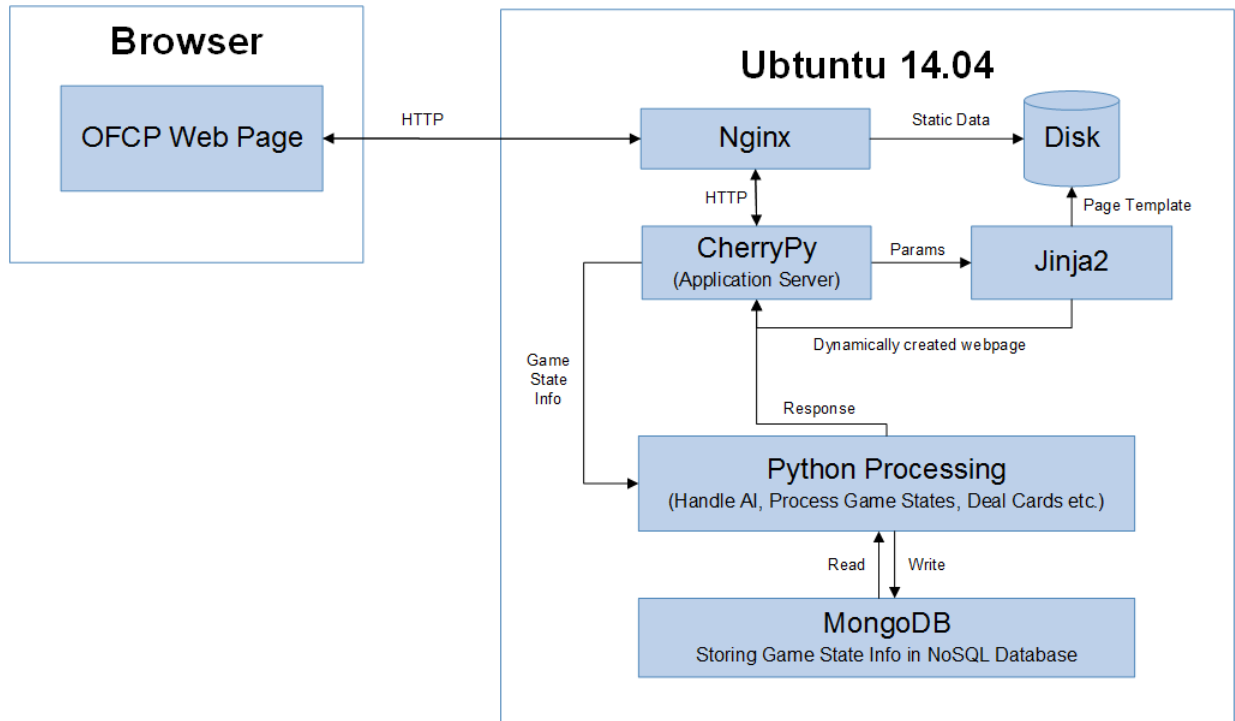 Browser
Ubtuntu 14.04
OFCP Web Page
HTTP
Nginx
Static Data
Disk
HTTP
Page Template
CherryPy
(Application Server)
Params
Jinja2
Dynamically created webpage
Game
State
Info
Response
Python Processing
(Handle AI, Process Game States, Deal Cards etc.)
Read
Write
MongoDB
Storing Game State Info in NoSQL Database